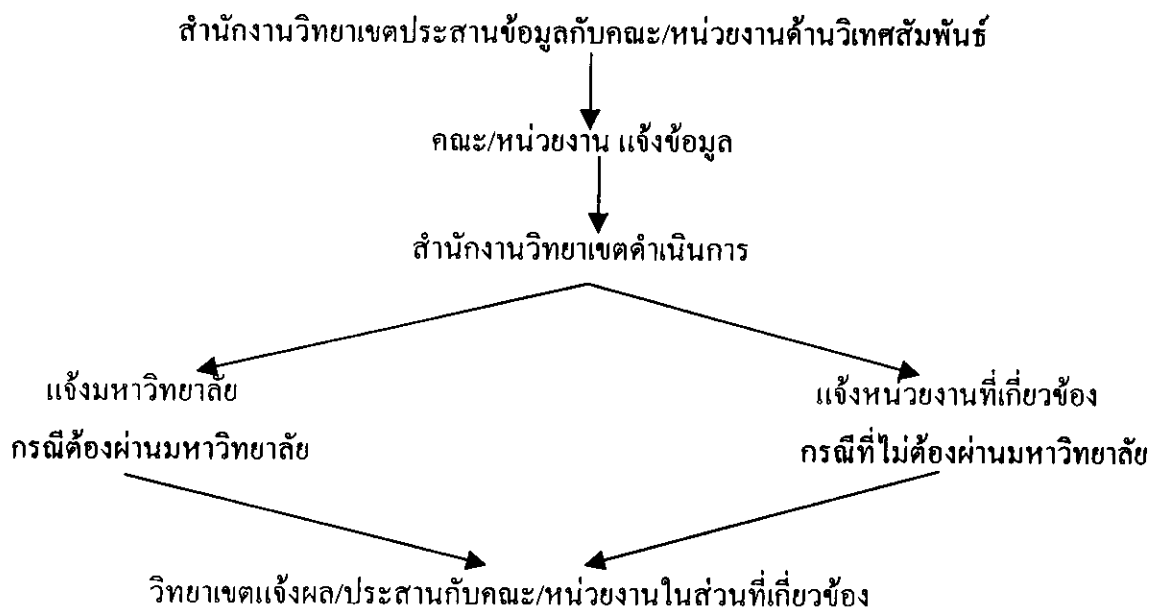 สำนักงานวิทยาเขตประสานข้อมูลกับคณะ/หน่วยงานด้านวิเทศสัมพันธ์
คณะ/หน่วยงาน แจ้งข้อมูล
สำนักงานวิทยาเขตดำเนินการ
แจ้งมหาวิทยาลัย
แจ้งหน่วยงานที่เกี่ยวข้อง
กรณีต้องผ่านมหาวิทยาลัย
กรณีที่ไม่ต้องผ่านมหาวิทยาลัย
วิทยาเขตแจ้งผล/ประสานกับคณะ/หน่วยงานในส่วนที่เกี่ยวข้อง